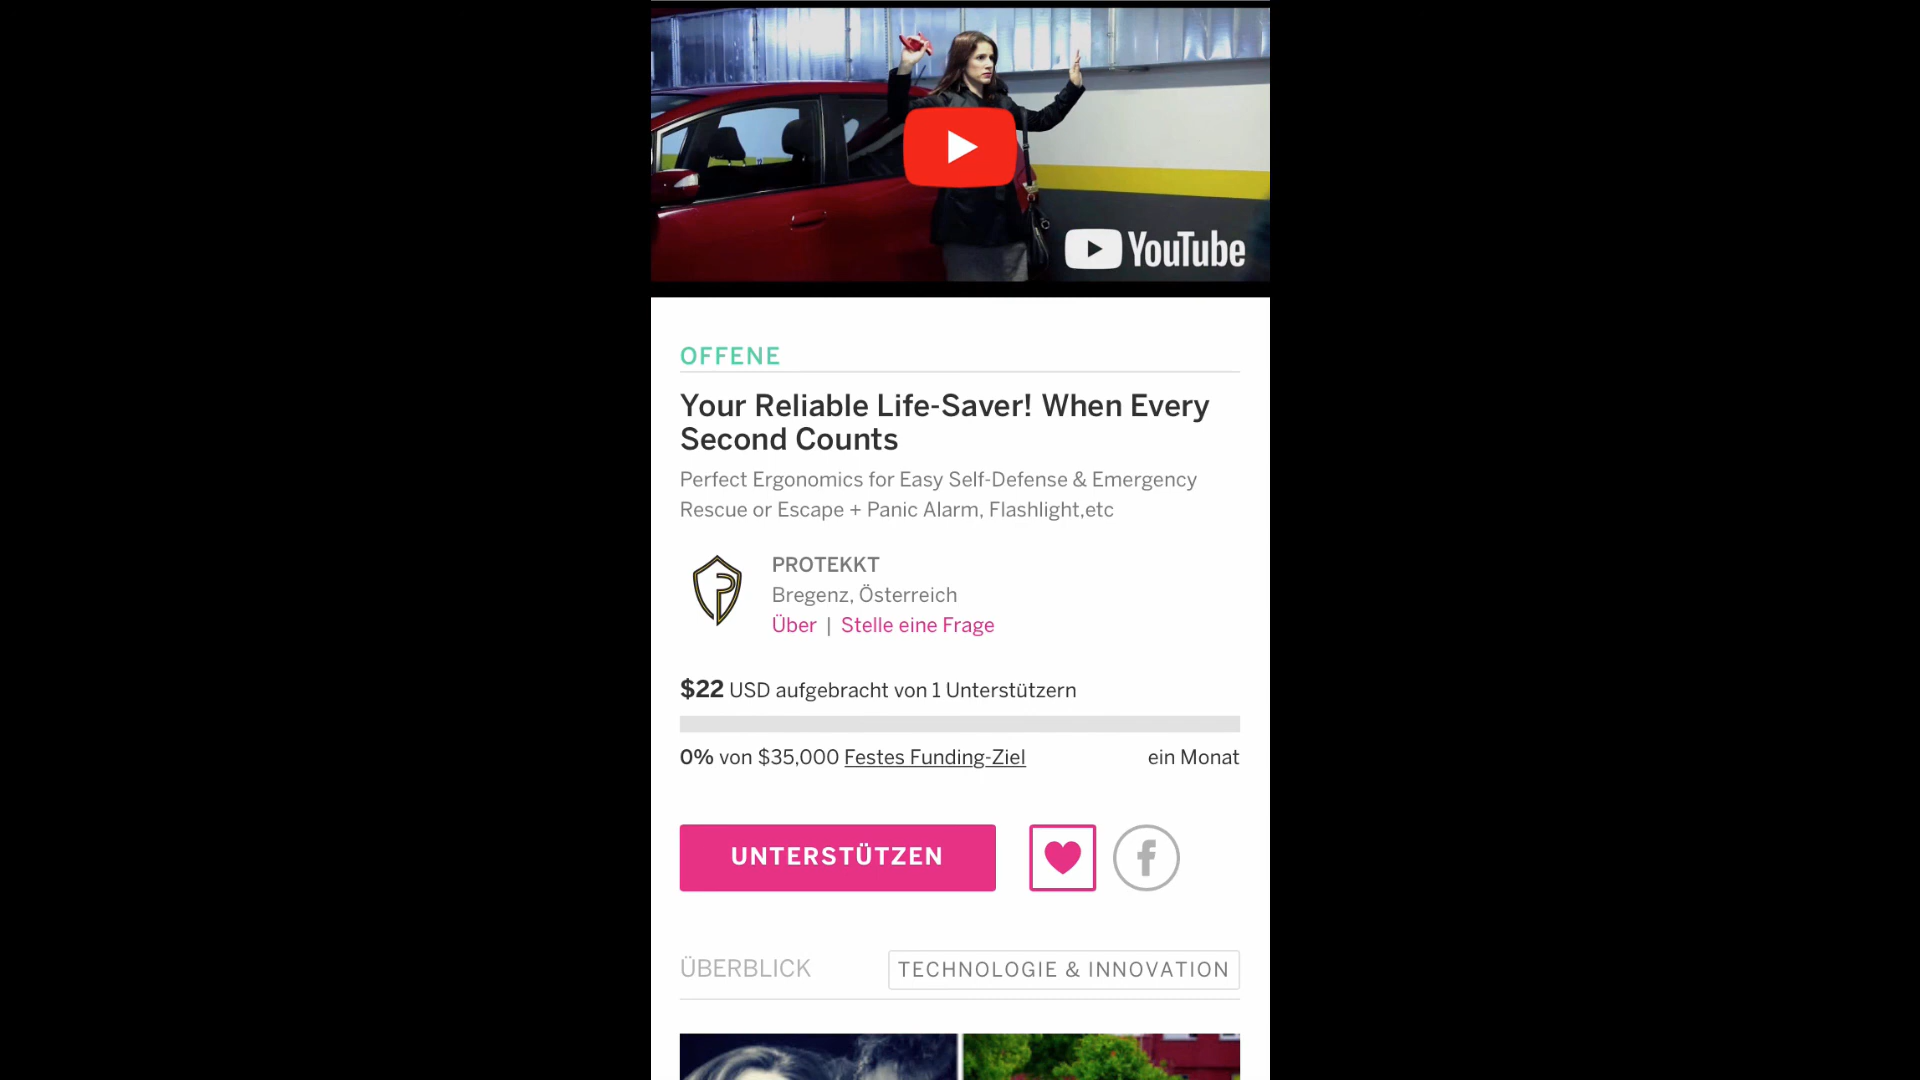 YouTube
OFFENE
Your Reliable Life-Saver! When Every
Second Counts
Perfect Ergonomics for Easy Self-Defense & Emergency
Rescue or Escape + Panic Alarm, Flashlight,etc
PROTEKKT
Bregenz, Österreich
Über | Stelle eine Frage
$22 USD aufgebracht von 1 Unterstützern
0% von $35,000 Festes Funding-Ziel ein Monat
UNTERSTÜTZEN
ÜBERBLICK TECHNOLOGIE & INNOVATION